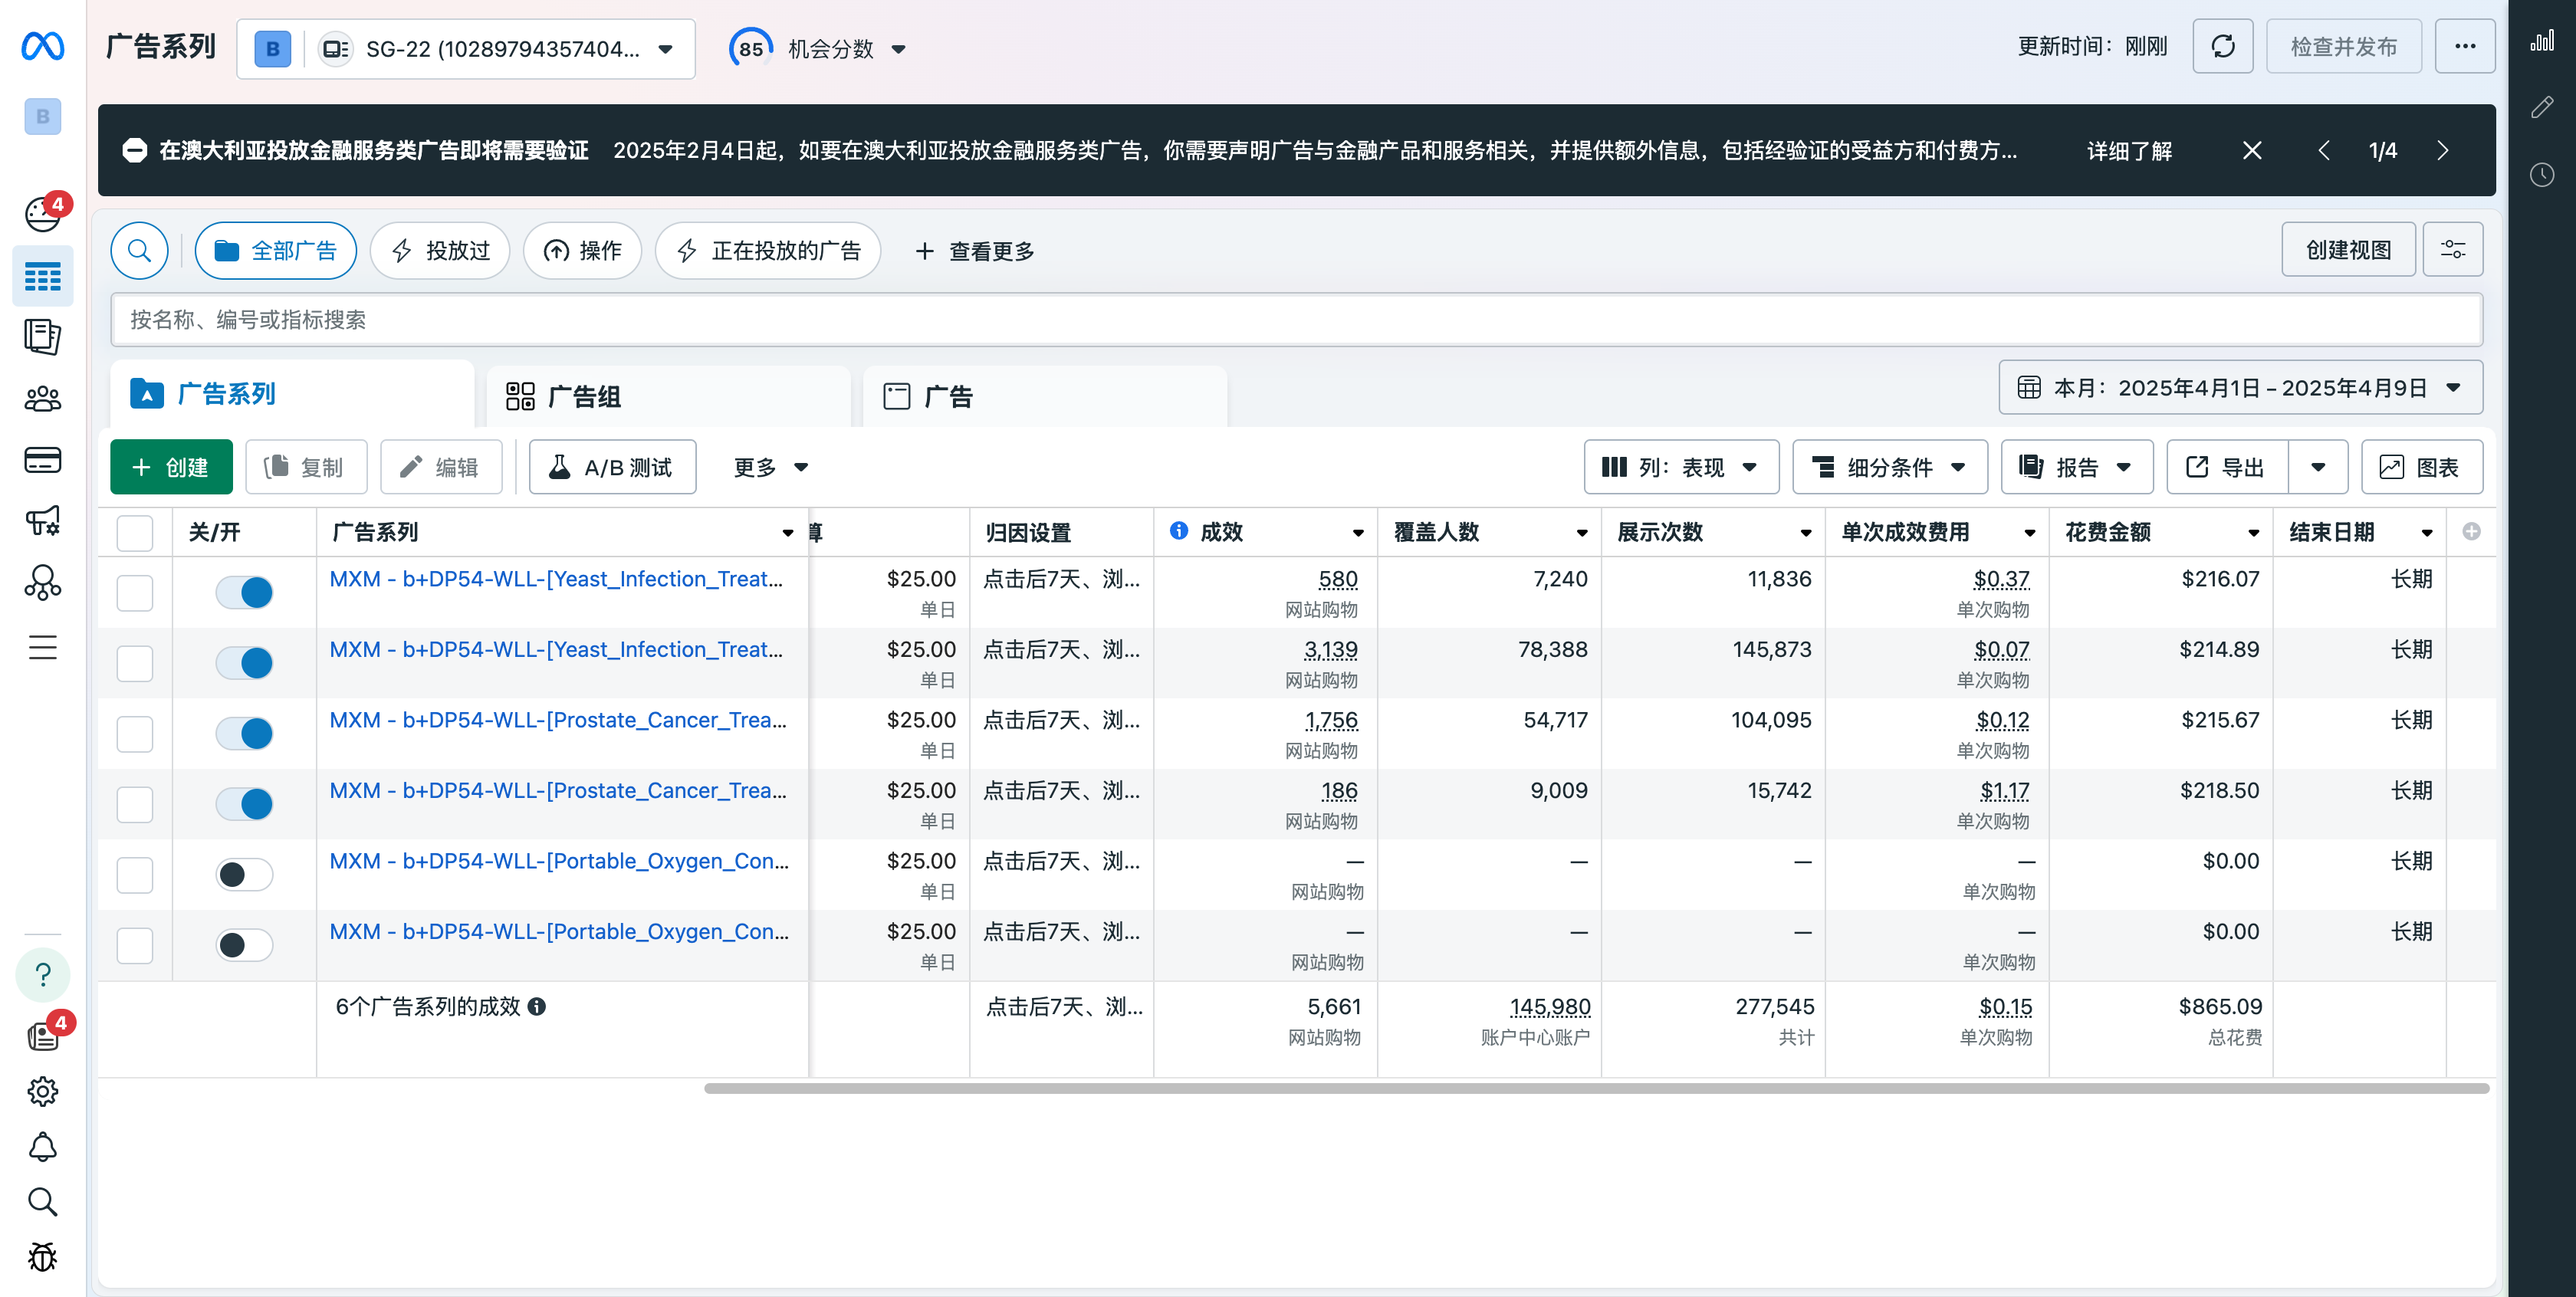 广告系列
B
SG-22 (10289794357404...
85
机会分数
更新时间：刚刚
检查并发布
B
在澳大利亚投放金融服务类广告即将需要验证
2025年2月4日起，如要在澳大利亚投放金融服务类广告，你需要声明广告与金融产品和服务相关，并提供额外信息，包括经验证的受益方和付费方...
详细了解
1/4
4
全部广告
投放过
操作
正在投放的广告
查看更多
创建视图
按名称、编号或指标搜索
广告系列
广告组
广告
本月：2025年4月1日 – 2025年4月9日
创建
复制
编辑
A/B 测试
更多
列：表现
细分条件
报告
导出
图表
关/开
广告系列
算
归因设置
成效
覆盖人数
展示次数
单次成效费用
花费金额
结束日期
MXM - b+DP54-WLL-[Yeast_Infection_Treat... $25.00 点击后7天、浏... 580 7,240 11,836 $0.37 $216.07 长期
单日 网站购物 单次购物
MXM - b+DP54-WLL-[Yeast_Infection_Treat... $25.00 点击后7天、浏... 3,139 78,388 145,873 $0.07 $214.89 长期
单日 网站购物 单次购物
MXM - b+DP54-WLL-[Prostate_Cancer_Trea... $25.00 点击后7天、浏... 1,756 54,717 104,095 $0.12 $215.67 长期
单日 网站购物 单次购物
MXM - b+DP54-WLL-[Prostate_Cancer_Trea... $25.00 点击后7天、浏... 186 9,009 15,742 $1.17 $218.50 长期
单日 网站购物 单次购物
MXM - b+DP54-WLL-[Portable_Oxygen_Con... $25.00 点击后7天、浏... — — — — $0.00 长期
单日 网站购物 单次购物
MXM - b+DP54-WLL-[Portable_Oxygen_Con... $25.00 点击后7天、浏... — — — — $0.00 长期
单日 网站购物 单次购物
6个广告系列的成效 点击后7天、浏... 5,661 145,980 277,545 $0.15 $865.09
网站购物 账户中心账户 共计 单次购物 总花费
4